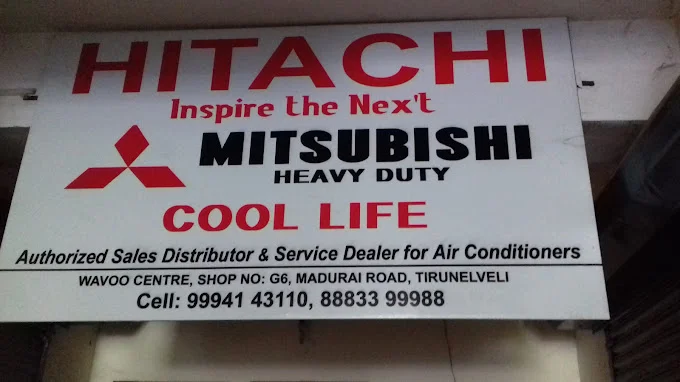 HITACHI
Inspire the Nex't
MITSUBISHI
HEAVY DUTY
COOL LIFE
Authorized Sales Distributor & Service Dealer for Air Conditioners
WAVOO CENTRE, SHOP NO: G6, MADURAI ROAD, TIRUNELVELI
Cell: 99941 43110, 88833 99988